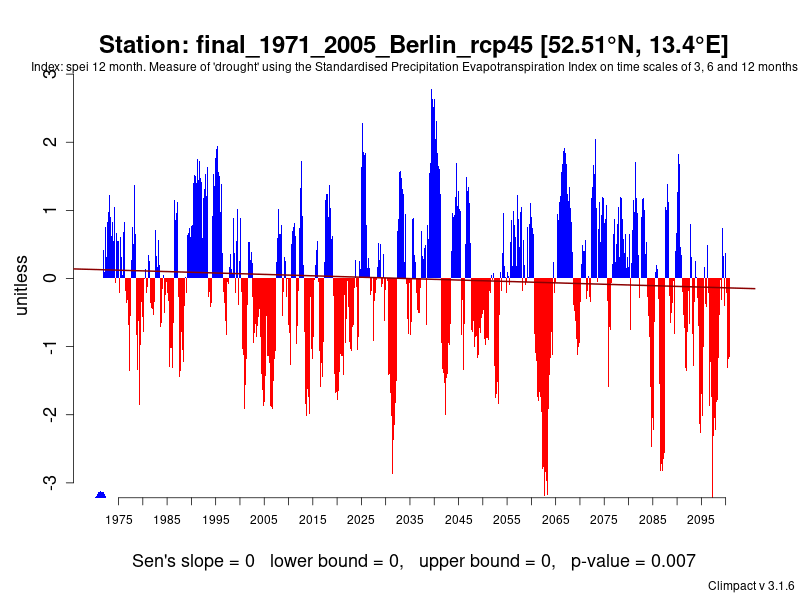 Station: final_1971_2005_Berlin_rcp45 [52.51°N, 13.4°E]
Index: spei 12 month. Measure of 'drought' using the Standardised Precipitation Evapotranspiration Index on time scales of 3, 6 and 12 months
3
2
1
0
-1
-2
-3
unitless
1975 1985 1995 2005 2015 2025 2035 2045 2055 2065 2075 2085 2095
Sen's slope = 0 lower bound = 0, upper bound = 0, p-value = 0.007
Climpact v 3.1.6